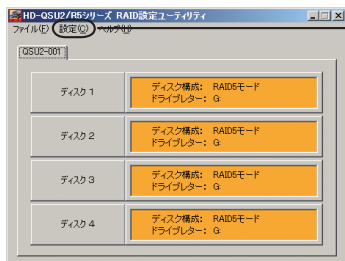 HD-QSU2/R5シリーズ RAID設定ユーティリティ
ファイル(F) 設定(C) ヘルプ(H)
QSU2-001
ディスク 1
ディスク構成: RAID5モード
ドライブレター: G:
ディスク 2
ディスク構成: RAID5モード
ドライブレター: G:
ディスク 3
ディスク構成: RAID5モード
ドライブレター: G:
ディスク 4
ディスク構成: RAID5モード
ドライブレター: G: